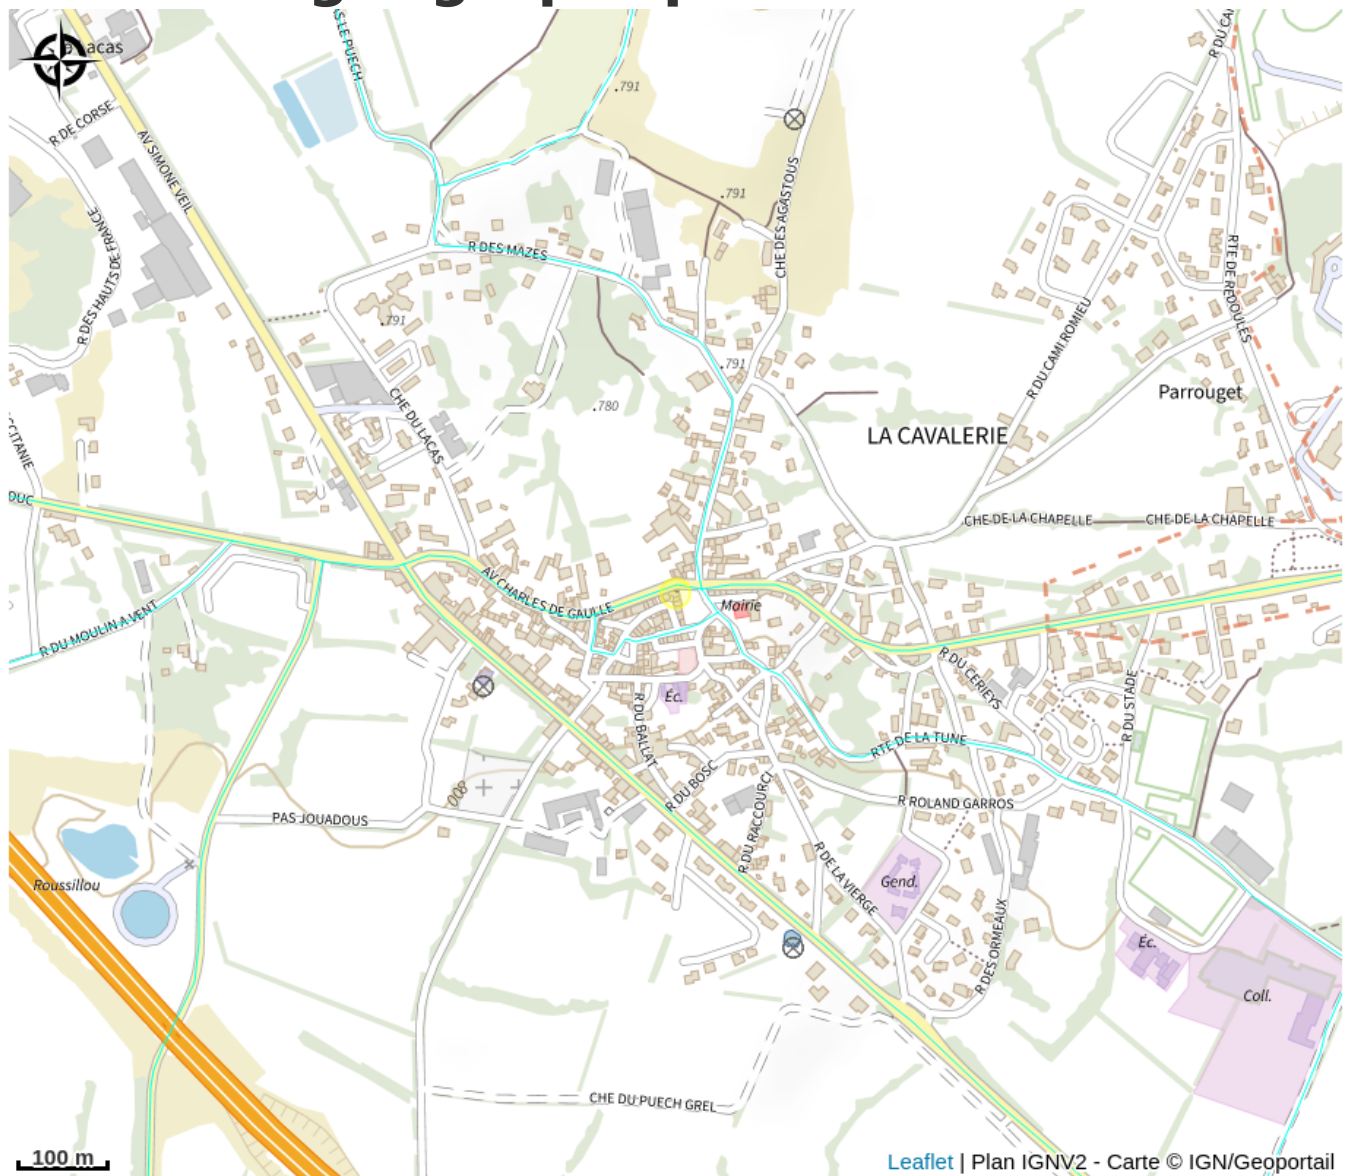 Lacas
R DE CORSE
AV SIMONE VEIL
LE PUECH
.791
.791
R DES HAUTS DE FRANCE
R DES MAZES
CHE DES AGASTOUS
R DU CAMI ROMIEU
RTE DE REDOULES
.791
.791
.780
CHE DU LACAS
Parrouget
LA CAVALERIE
CHE DE LA CHAPELLE
CHE DE LA CHAPELLE
DUC
AV CHARLES DE GAULLE
Mairie
R DU MOULIN A VENT
Éc.
R DU BALLAT
R DU CERIEYS
R DU STADE
RTE DE LA TUNE
R DU BOSC
R DU RACCOURCI
R ROLAND GARROS
800
PAS JOUADOUS
R DE LA VIERGE
Gend.
Roussillou
R DES ORMEAUX
Éc.
Coll.
CHE DU PUECH GREL
100 m
Leaflet | Plan IGNV2 - Carte © IGN/Geoportail